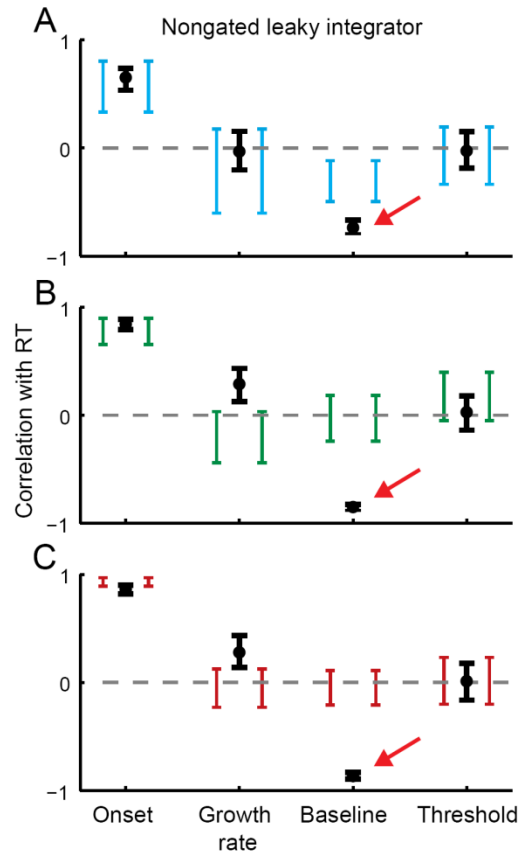 A
Nongated leaky integrator
1
0
−1
B
1
0
−1
Correlation with RT
C
1
0
−1
Onset
Growth
rate
Baseline
Threshold